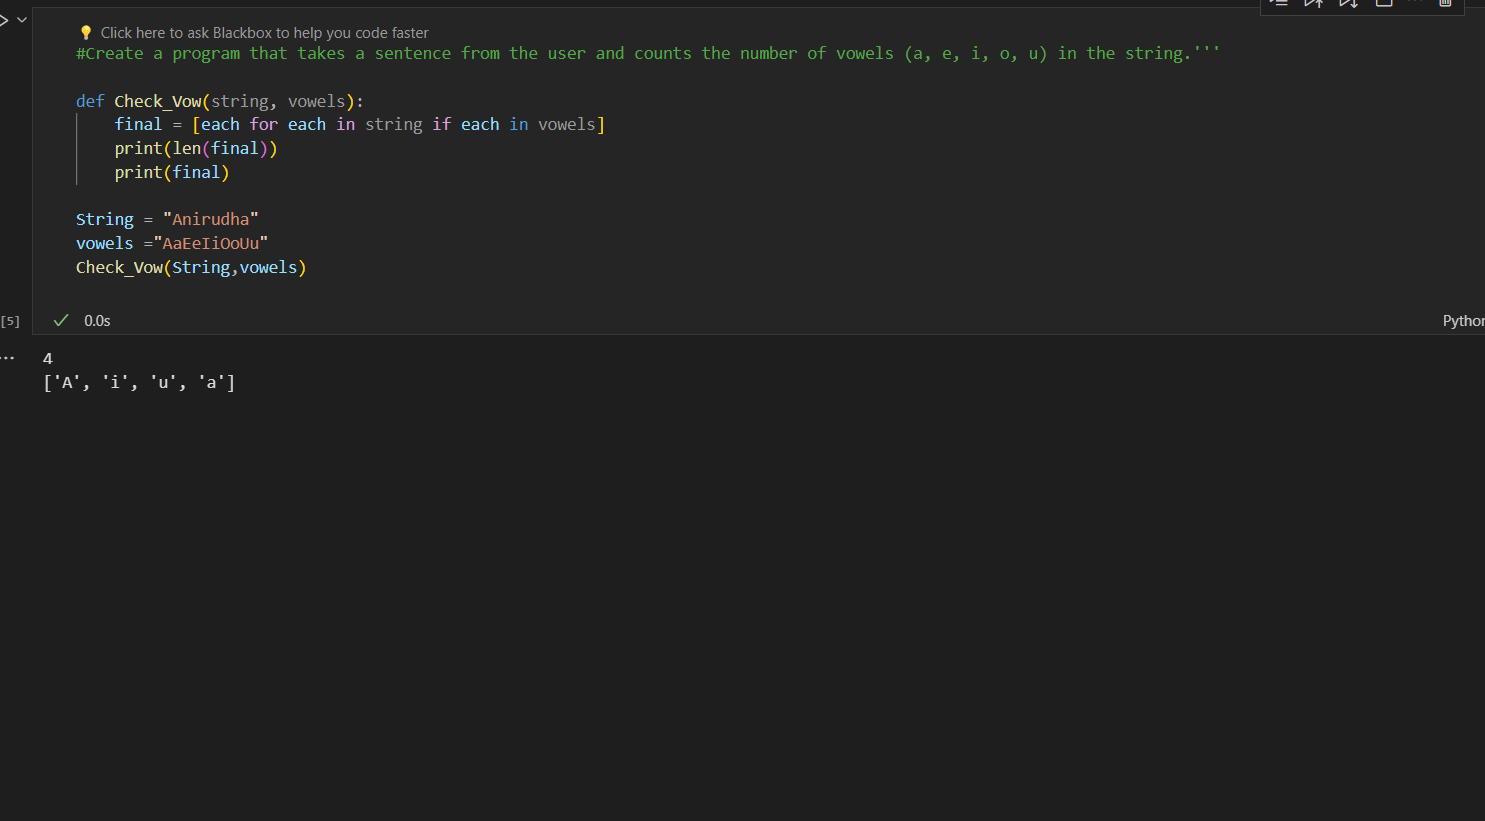 Click here to ask Blackbox to help you code faster
#Create a program that takes a sentence from the user and counts the number of vowels (a, e, i, o, u) in the string.'''
def Check_Vow(string, vowels):
    final = [each for each in string if each in vowels]
    print(len(final))
    print(final)
String = "Anirudha"
vowels ="AaEeIiOoUu"
Check_Vow(String,vowels)
[5] 0.0s
4
['A', 'i', 'u', 'a']